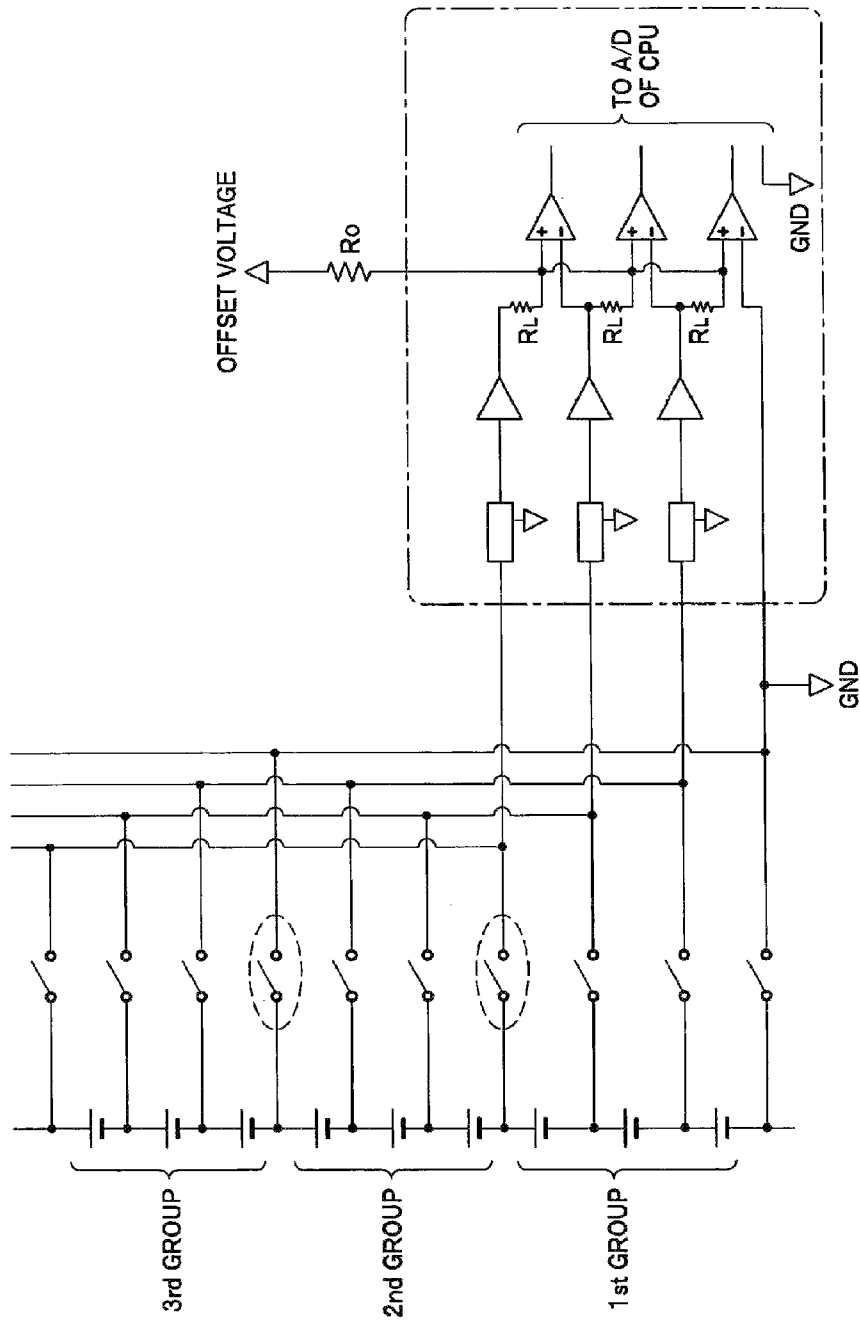 OFFSET VOLTAGE
Ro
TO A/D
OF CPU
+
-
+
-
+
-
RL
RL
RL
GND
GND
3rd GROUP
2nd GROUP
1st GROUP